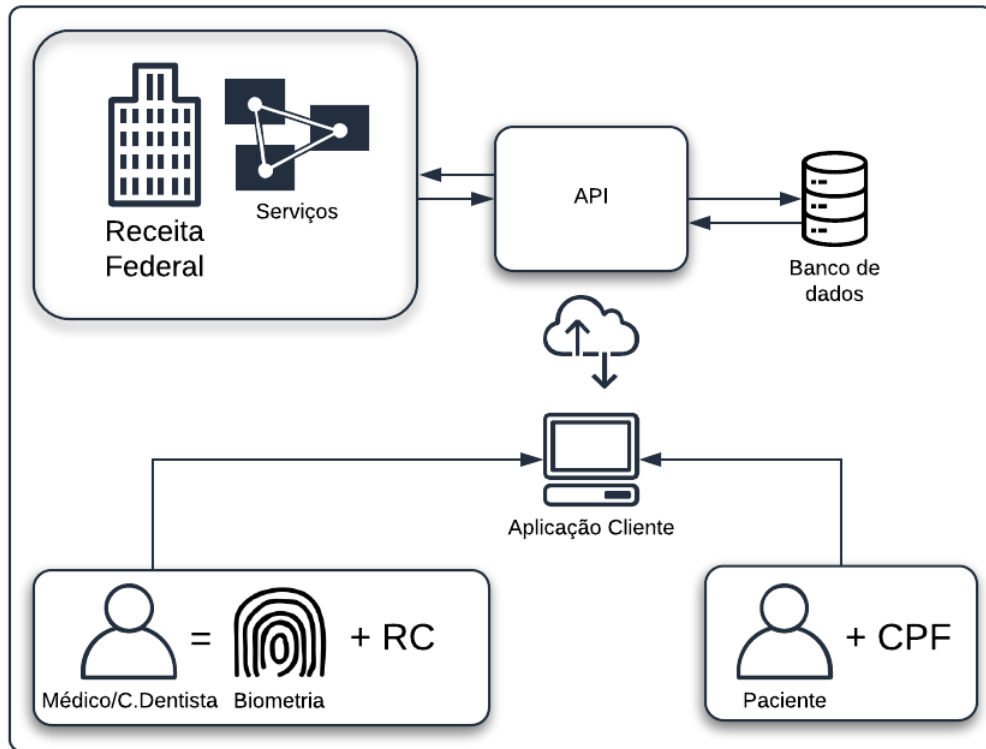 Serviços
Receita
Federal
API
Banco de
dados
Aplicação Cliente
= + RC
Médico/C.Dentista Biometria
+ CPF
Paciente